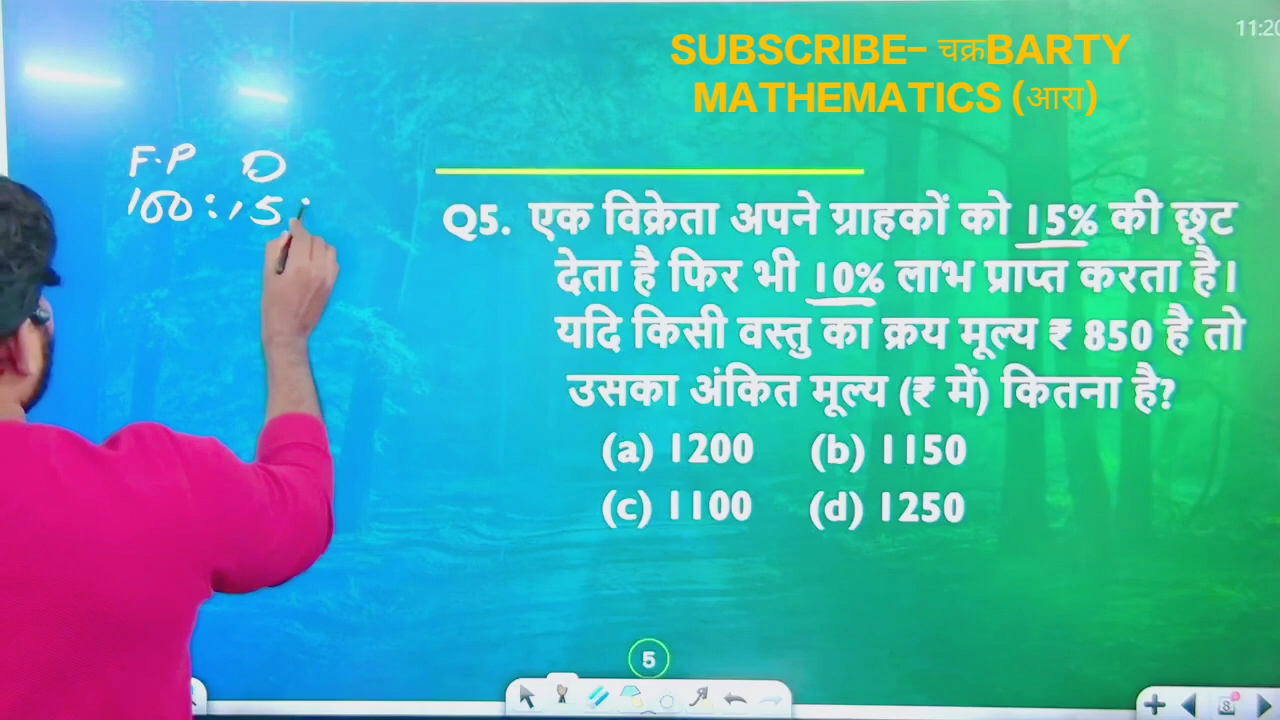 SUBSCRIBE- चक्रBARTY
MATHEMATICS (आरा)
11:20
F.P D
100:15:
Q5. एक विक्रेता अपने ग्राहकों को 15% की छूट
देता है फिर भी 10% लाभ प्राप्त करता है।
यदि किसी वस्तु का क्रय मूल्य ₹ 850 है तो
उसका अंकित मूल्य (₹ में) कितना है?
(a) 1200 (b) 1150
(c) 1100 (d) 1250
5
8